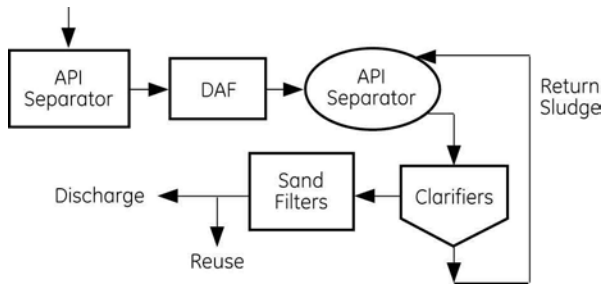 API
Separator
DAF
API
Separator
Return
Sludge
Discharge
Sand
Filters
Clarifiers
Reuse